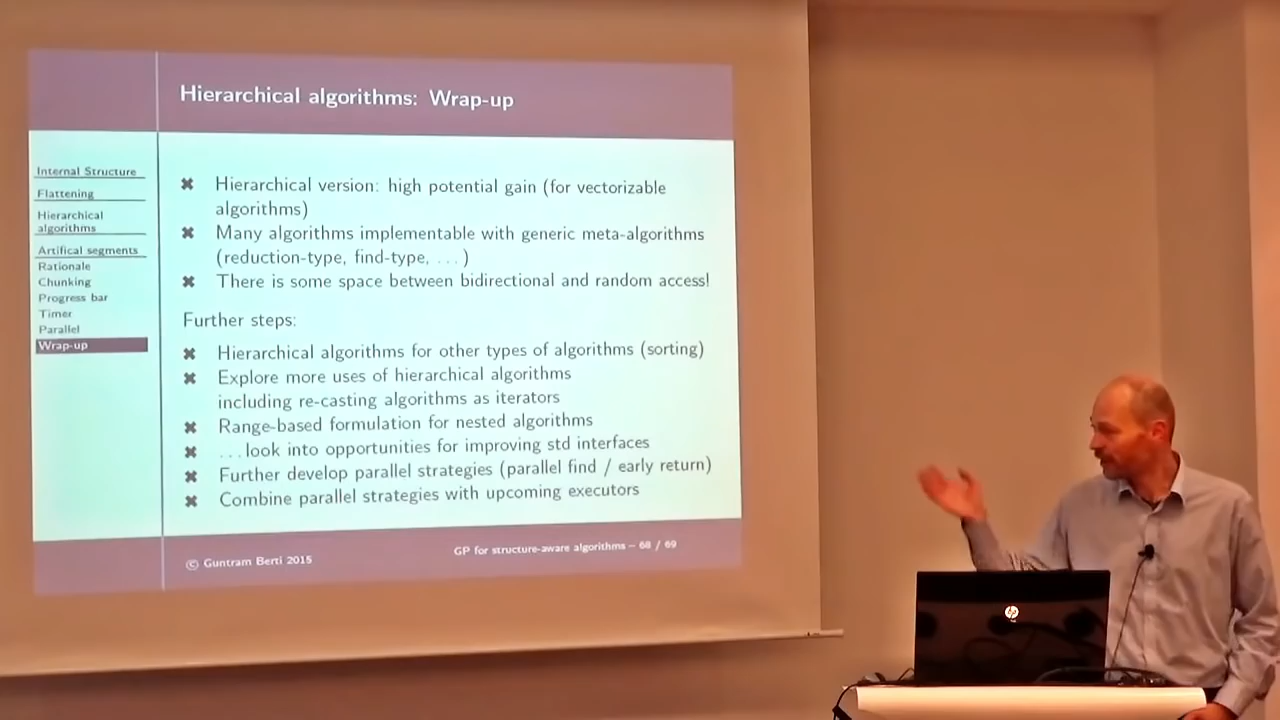 Hierarchical algorithms: Wrap-up
Internal Structure
Flattening
Hierarchical
algorithms
Artifical segments
Rationale
Chunking
Progress bar
Timer
Parallel
Wrap-up
✖ Hierarchical version: high potential gain (for vectorizable
algorithms)
✖ Many algorithms implementable with generic meta-algorithms
(reduction-type, find-type, . . . )
✖ There is some space between bidirectional and random access!
Further steps:
✖ Hierarchical algorithms for other types of algorithms (sorting)
✖ Explore more uses of hierarchical algorithms
including re-casting algorithms as iterators
✖ Range-based formulation for nested algorithms
✖ . . . look into opportunities for improving std interfaces
✖ Further develop parallel strategies (parallel find / early return)
✖ Combine parallel strategies with upcoming executors
© Guntram Berti 2015
GP for structure-aware algorithms – 68 / 69
hp